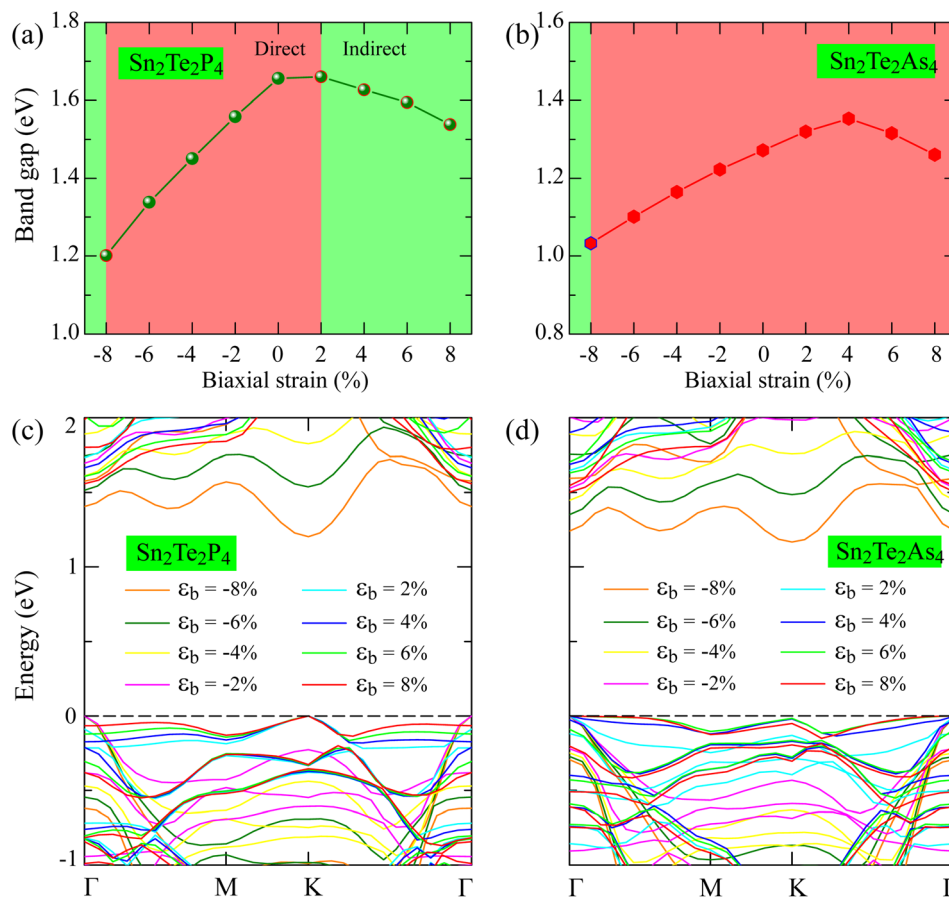 (a)
Sn₂Te₂P₄
Direct
Indirect
Band gap (eV)
1.8
1.6
1.4
1.2
1.0
-8 -6 -4 -2 0 2 4 6 8
Biaxial strain (%)
(b)
Sn₂Te₂As₄
1.6
1.4
1.2
1.0
0.8
-8 -6 -4 -2 0 2 4 6 8
Biaxial strain (%)
(c)
Energy (eV)
2
1
0
-1
Sn₂Te₂P₄
εb = -8% εb = 2%
εb = -6% εb = 4%
εb = -4% εb = 6%
εb = -2% εb = 8%
Γ M K Γ
(d)
Sn₂Te₂As₄
εb = -8% εb = 2%
εb = -6% εb = 4%
εb = -4% εb = 6%
εb = -2% εb = 8%
Γ M K